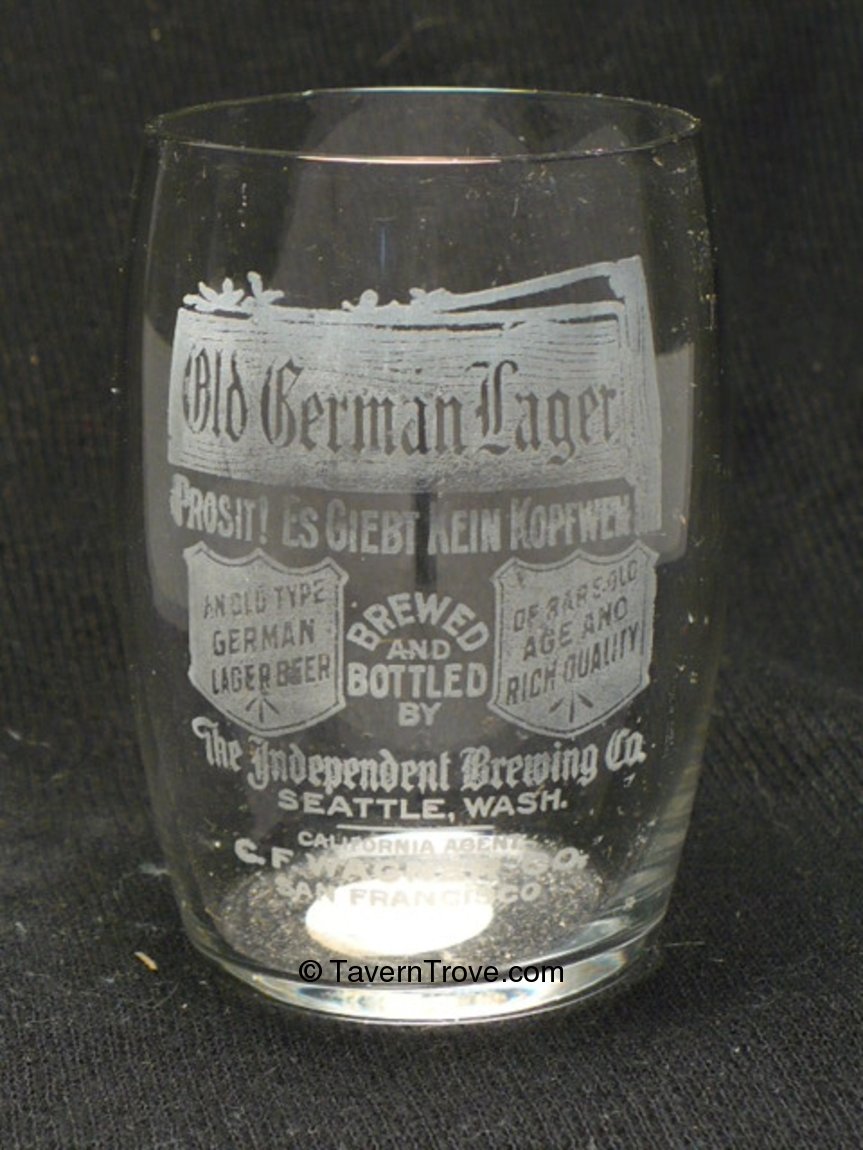 Old German Lager
PROSIT! ES GIEBT KEIN KOPFWEH
AN OLD TYPE
GERMAN
LAGER BEER
BREWED
AND
BOTTLED
BY
OF RARE OLD
AGE AND
RICH QUALITY
The Independent Brewing Co.
SEATTLE, WASH.
CALIFORNIA AGENT
C. F. CO.
SAN FRANCISCO
© TavernTrove.com